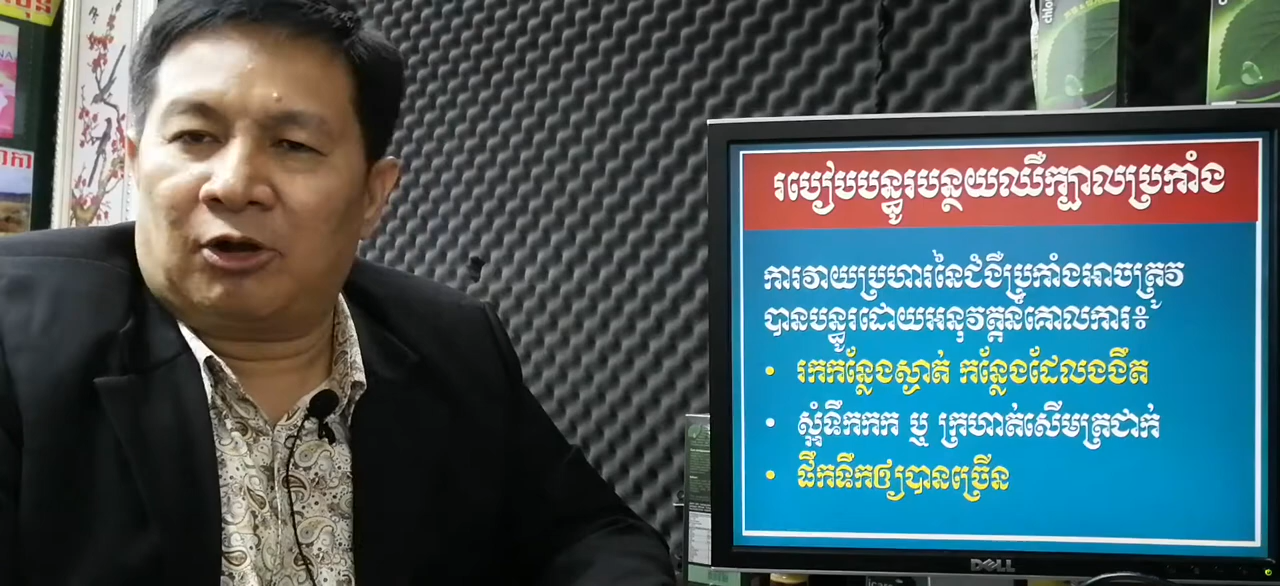 របៀបបន្ធូរបន្ថយឈឺក្បាលប្រកាំង
ការវាយប្រហារនៃជំងឺប្រកាំងអាចត្រូវ
បានបន្ធូរដោយអនុវត្តន៍គោលការ៖
• រកកន្លែងស្ងាត់ កន្លែងដែលងងឹត
• ស្អំទឹកកក ឬ ក្រហាត់សើមត្រជាក់
• ផឹកទឹកឲ្យបានច្រើន
DELL